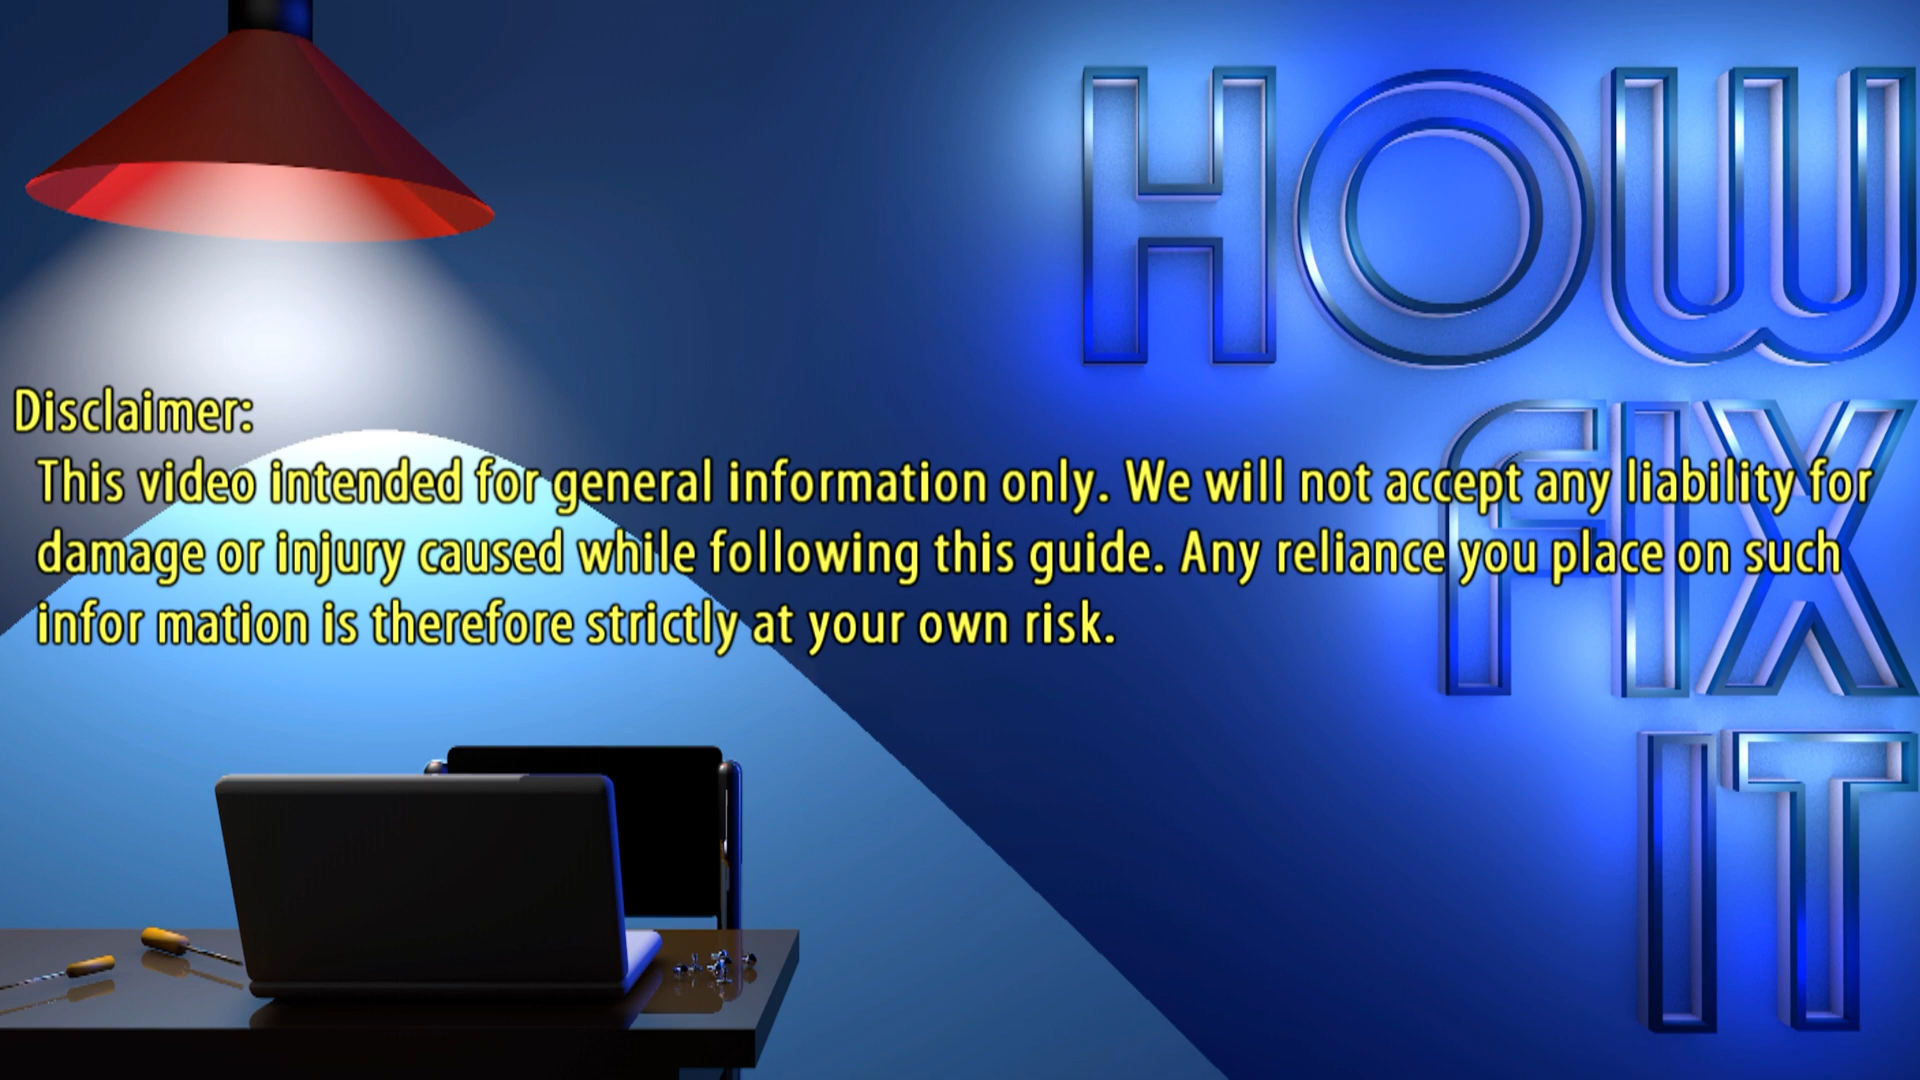 HOW
FIX
IT
Disclaimer:
This video intended for general information only. We will not accept any liability for
damage or injury caused while following this guide. Any reliance you place on such
infor mation is therefore strictly at your own risk.